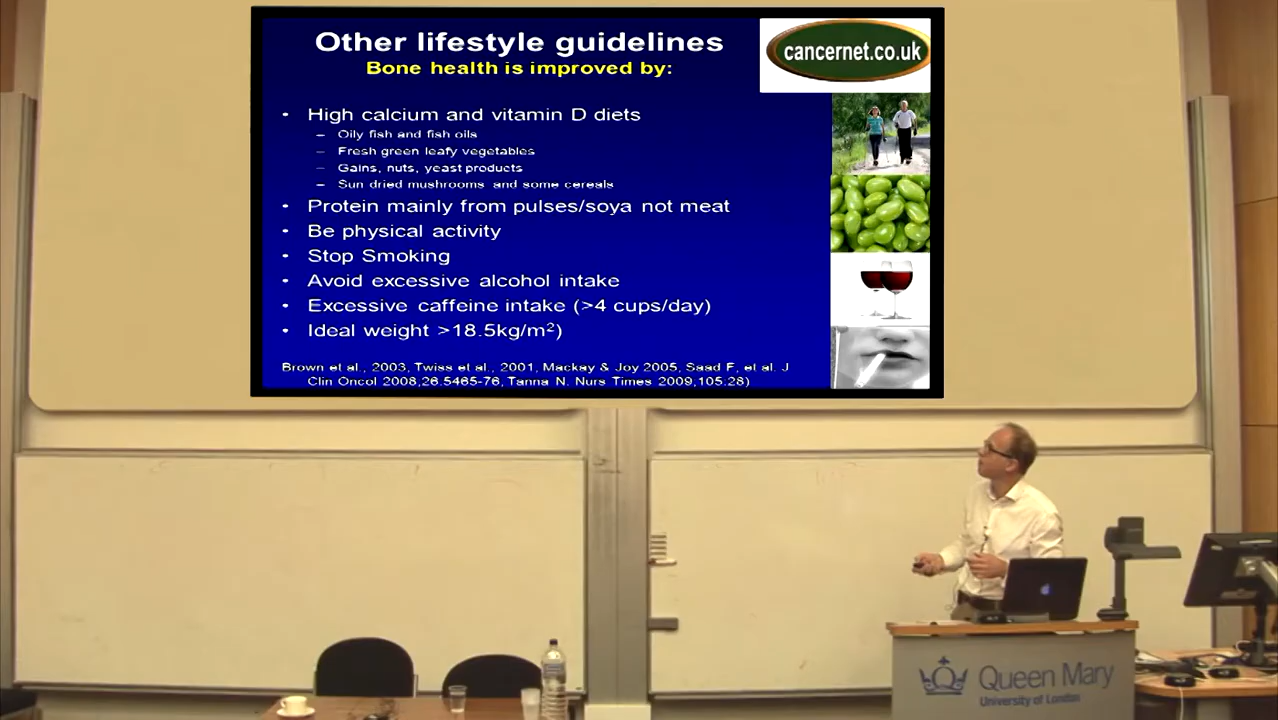 Other lifestyle guidelines
Bone health is improved by:
cancernet.co.uk
• High calcium and vitamin D diets
– Oily fish and fish oils
– Fresh green leafy vegetables
– Gains, nuts, yeast products
– Sun dried mushrooms and some cereals
• Protein mainly from pulses/soya not meat
• Be physical activity
• Stop Smoking
• Avoid excessive alcohol intake
• Excessive caffeine intake (>4 cups/day)
• Ideal weight >18.5kg/m²)
Brown et al., 2003, Twiss et al., 2001, Mackay & Joy 2005, Saad F, et al. J
Clin Oncol 2008,26.5465-76, Tanna N. Nurs Times 2009,105.28)
Queen Mary
University of London